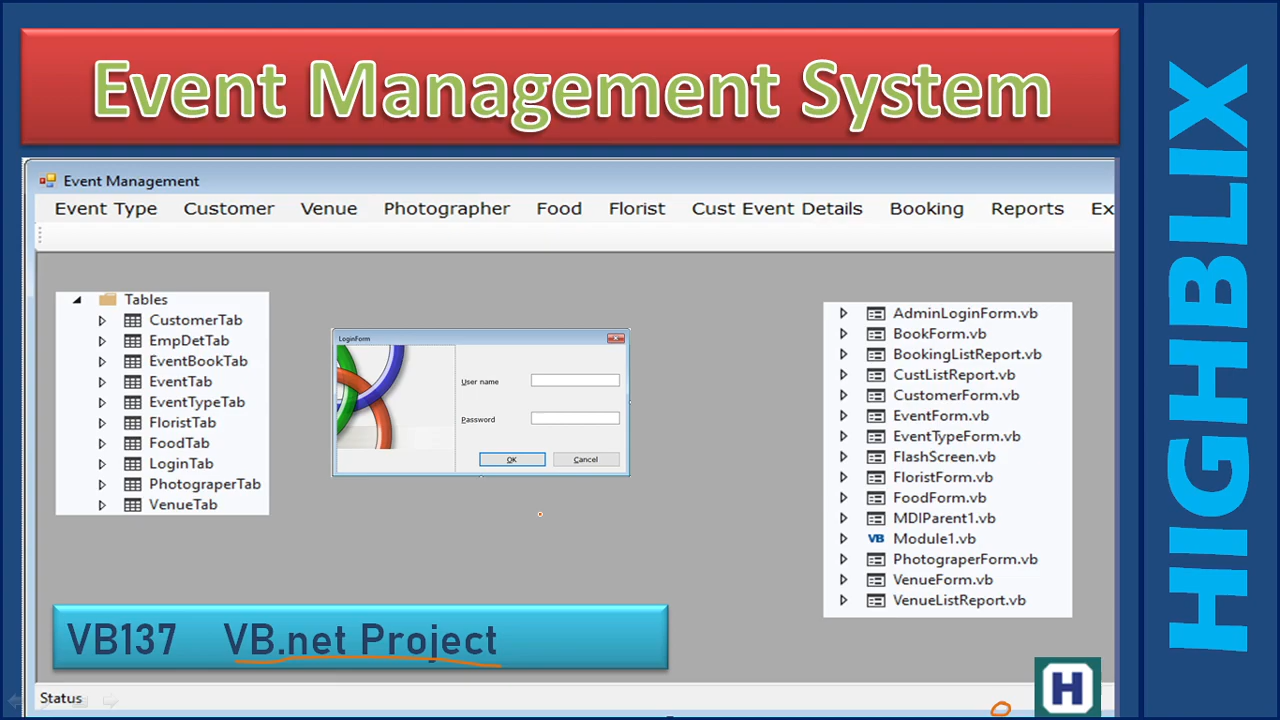 Event Management System
HIGHBLIX
Event Management
Event Type Customer Venue Photographer Food Florist Cust Event Details Booking Reports Ex
Tables
CustomerTab
EmpDetTab
EventBookTab
EventTab
EventTypeTab
FloristTab
FoodTab
LoginTab
PhotograperTab
VenueTab
LoginForm
User name
Password
OK Cancel
AdminLoginForm.vb
BookForm.vb
BookingListReport.vb
CustListReport.vb
CustomerForm.vb
EventForm.vb
EventTypeForm.vb
FlashScreen.vb
FloristForm.vb
FoodForm.vb
MDIParent1.vb
VB Module1.vb
PhotograperForm.vb
VenueForm.vb
VenueListReport.vb
VB137 VB.net Project
Status
H